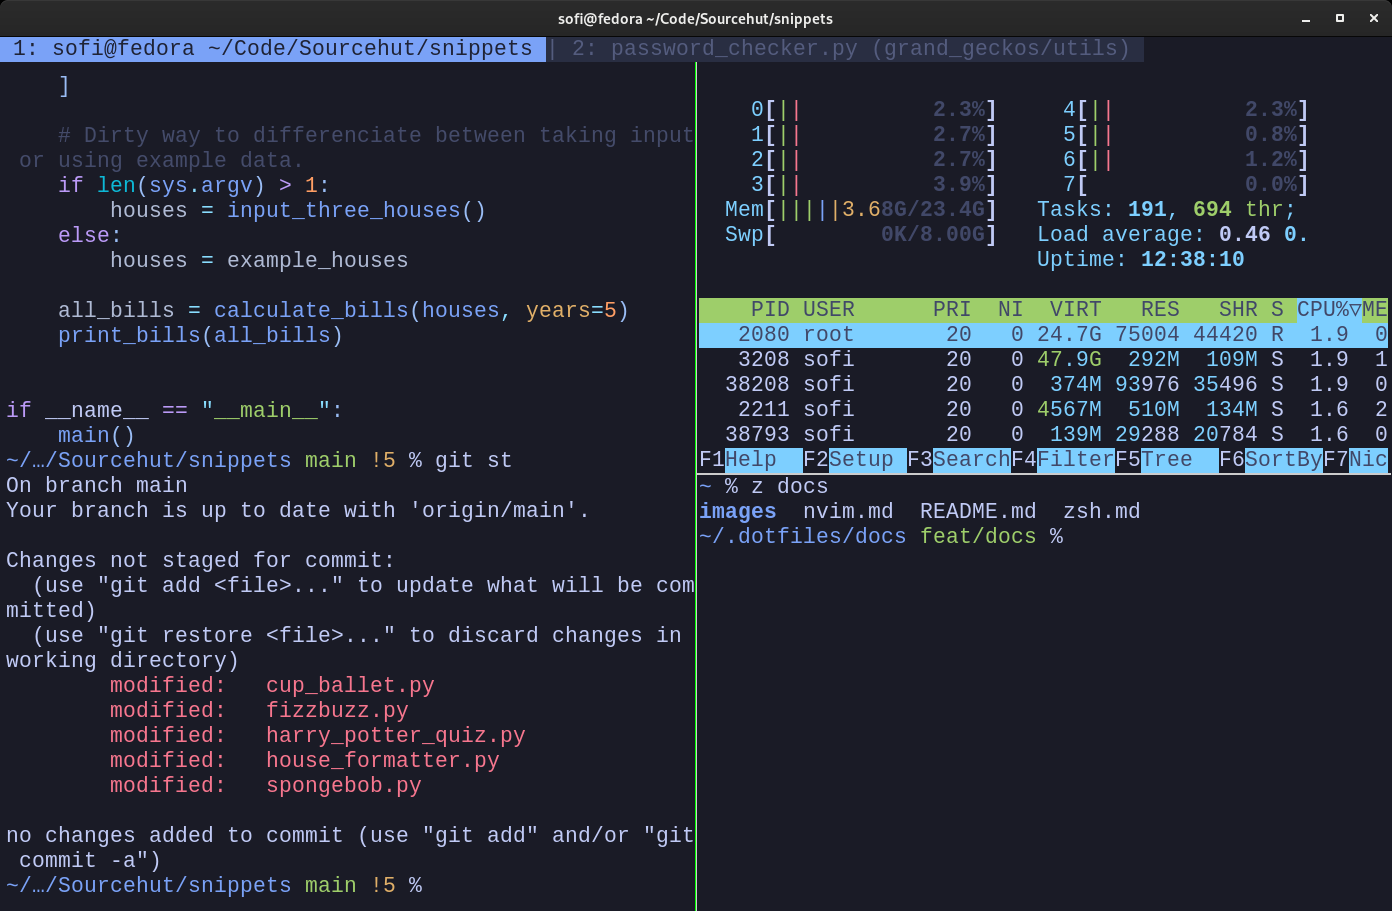 sofi@fedora ~/Code/Sourcehut/snippets
1: sofi@fedora ~/Code/Sourcehut/snippets | 2: password_checker.py (grand_geckos/utils)
]
# Dirty way to differenciate between taking input
or using example data.
if len(sys.argv) > 1:
houses = input_three_houses()
else:
houses = example_houses
all_bills = calculate_bills(houses, years=5)
print_bills(all_bills)
if __name__ == "__main__":
main()
~/…/Sourcehut/snippets main !5 % git st
On branch main
Your branch is up to date with 'origin/main'.
Changes not staged for commit:
(use "git add <file>..." to update what will be com
mitted)
(use "git restore <file>..." to discard changes in
working directory)
modified:   cup_ballet.py
modified:   fizzbuzz.py
modified:   harry_potter_quiz.py
modified:   house_formatter.py
modified:   spongebob.py
no changes added to commit (use "git add" and/or "git
commit -a")
~/…/Sourcehut/snippets main !5 %
0[|| 2.3%] 4[|| 2.3%]
1[|| 2.7%] 5[|| 0.8%]
2[|| 2.7%] 6[|| 1.2%]
3[|| 3.9%] 7[ 0.0%]
Mem[|||||3.68G/23.4G] Tasks: 191, 694 thr;
Swp[ 0K/8.00G] Load average: 0.46 0.
Uptime: 12:38:10
PID USER PRI NI VIRT RES SHR S CPU%▽ME
2080 root 20 0 24.7G 75004 44420 R 1.9 0
3208 sofi 20 0 47.9G 292M 109M S 1.9 1
38208 sofi 20 0 374M 93976 35496 S 1.9 0
2211 sofi 20 0 4567M 510M 134M S 1.6 2
38793 sofi 20 0 139M 29288 20784 S 1.6 0
F1Help F2Setup F3SearchF4FilterF5Tree F6SortByF7Nic
~ % z docs
images nvim.md README.md zsh.md
~/.dotfiles/docs feat/docs %